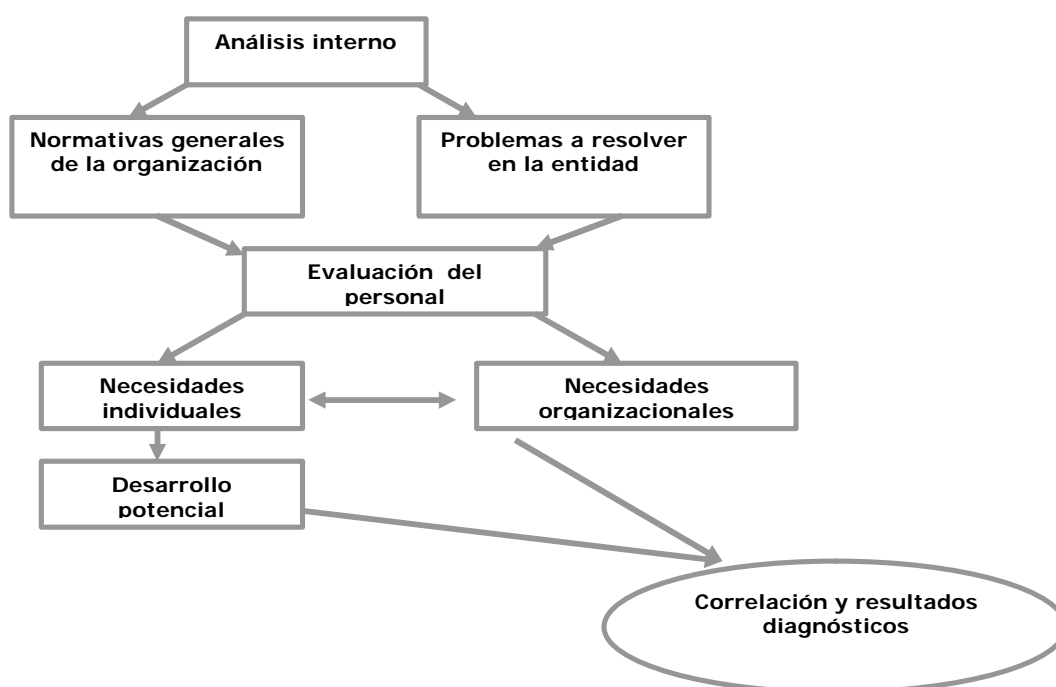 Análisis interno
Normativas generales
de la organización
Problemas a resolver
en la entidad
Evaluación del
personal
Necesidades
individuales
Necesidades
organizacionales
Desarrollo
potencial
Correlación y resultados
diagnósticos